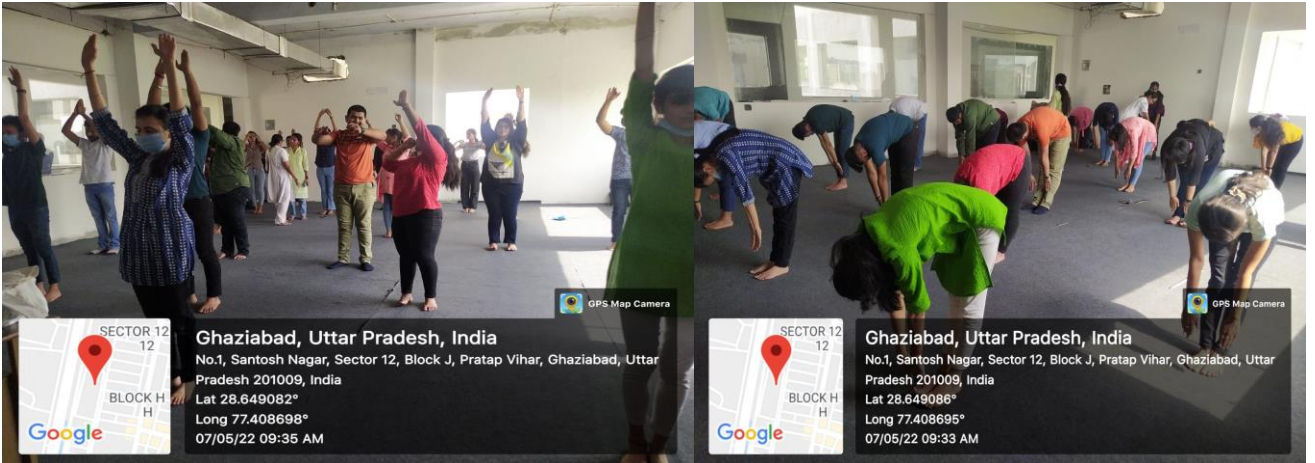 GPS Map Camera
SECTOR 12
12
BLOCK H
H
Google
Ghaziabad, Uttar Pradesh, India
No.1, Santosh Nagar, Sector 12, Block J, Pratap Vihar, Ghaziabad, Uttar
Pradesh 201009, India
Lat 28.649082°
Long 77.408698°
07/05/22 09:35 AM
GPS Map Camera
SECTOR 12
12
BLOCK H
H
Google
Ghaziabad, Uttar Pradesh, India
No.1, Santosh Nagar, Sector 12, Block J, Pratap Vihar, Ghaziabad, Uttar
Pradesh 201009, India
Lat 28.649086°
Long 77.408695°
07/05/22 09:33 AM